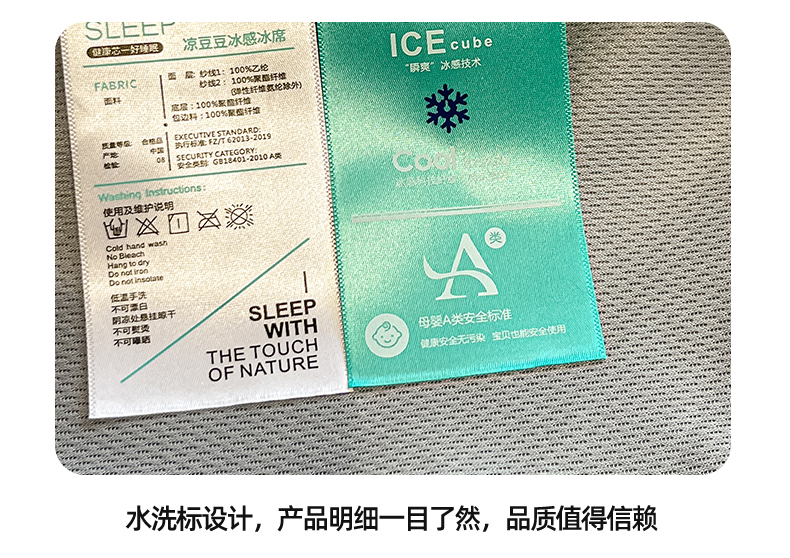 SLEEP
健康芯一好睡眠
凉豆豆冰感冰席
FABRIC
面料
面 层: 纱线1: 100%乙纶
纱线2: 100%聚酯纤维
(弹性纤维氨纶除外)
底层: 100%聚酯纤维
包边料: 100%聚酯纤维
质量等级: 合格品
产地: 中国
检验: 08
EXECUTIVE STANDARD:
执行标准: FZ/T 62013-2019
SECURITY CATEGORY:
安全类别: GB18401-2010 A类
Washing Instructions:
使用及维护说明
Cold hand wash
No Bleach
Hang to dry
Do not iron
Do not insolate
低温手洗
不可漂白
阴凉处悬挂晾干
不可熨烫
不可曝晒
SLEEP
WITH
THE TOUCH
OF NATURE
ICE cube
“瞬爽”冰感技术
Cool
A类
母婴A类安全标准
健康安全无污染 宝贝也能安全使用
水洗标设计，产品明细一目了然，品质值得信赖